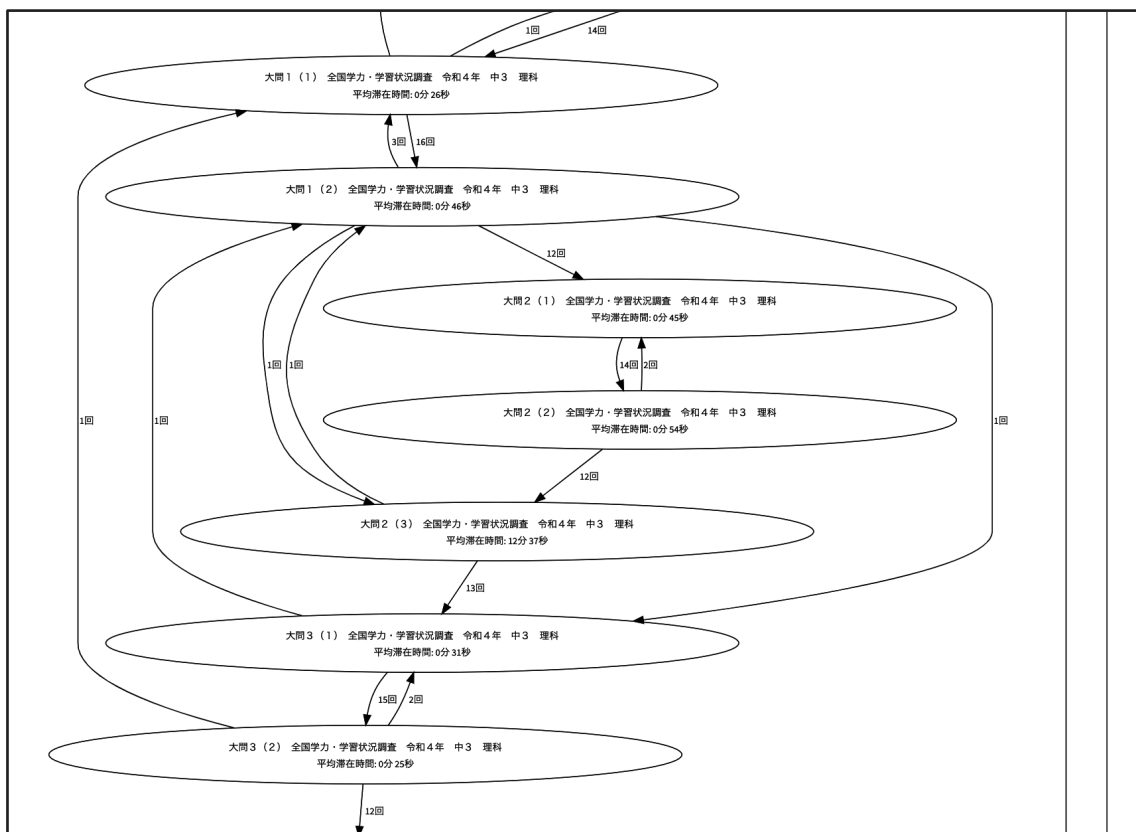 1回
14回
大問１（１）　全国学力・学習状況調査　令和４年　中３　理科
平均滞在時間: 0分 26秒
3回
16回
大問１（２）　全国学力・学習状況調査　令和４年　中３　理科
平均滞在時間: 0分 46秒
12回
大問２（１）　全国学力・学習状況調査　令和４年　中３　理科
平均滞在時間: 0分 45秒
1回
1回
14回
2回
1回
1回
大問２（２）　全国学力・学習状況調査　令和４年　中３　理科
平均滞在時間: 0分 54秒
1回
12回
大問２（３）　全国学力・学習状況調査　令和４年　中３　理科
平均滞在時間: 12分 37秒
13回
大問３（１）　全国学力・学習状況調査　令和４年　中３　理科
平均滞在時間: 0分 31秒
15回
2回
大問３（２）　全国学力・学習状況調査　令和４年　中３　理科
平均滞在時間: 0分 25秒
12回